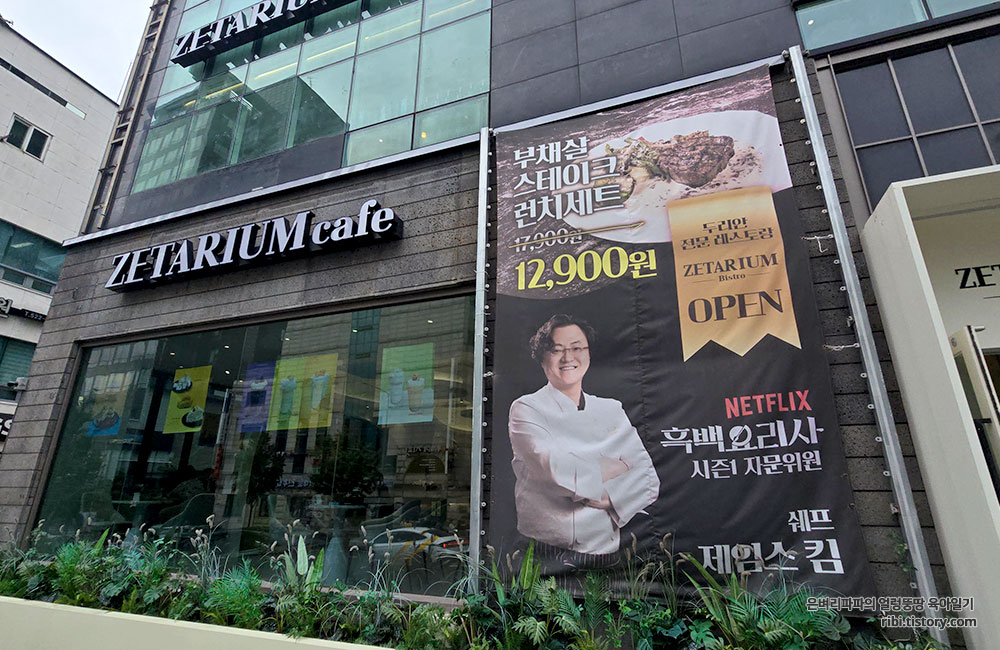 ZETARIUM
ZETARIUM cafe
부채살
스테이크
런치세트
17,900원
12,900원
두리안
전문 레스토랑
ZETARIUM
Bistro
OPEN
NETFLIX
흑백요리사
시즌1 자문위원
쉐프
제임스 킴
은벼리파파의 얼렁뚱땅 육아일기
ribi.tistory.com